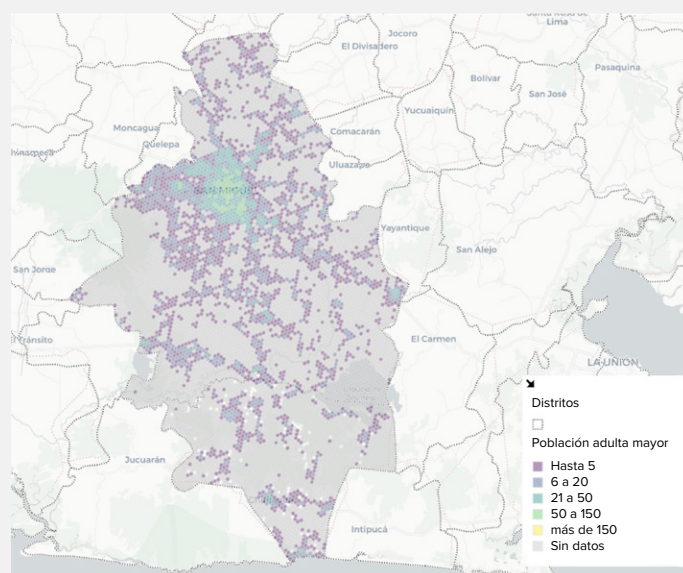 Lima
Jocoro
El Divisadero
Pasaquina
Bolívar
San José
Yucuaiquín
Moncagua
Comacarán
Quelepa
Uluazapa
SAN MIGUEL
Yayantique
San Alejo
San Jorge
El Tránsito
El Carmen
LA UNIÓN
Jucuarán
Intipucá
Distritos
Población adulta mayor
Hasta 5
6 a 20
21 a 50
50 a 150
más de 150
Sin datos